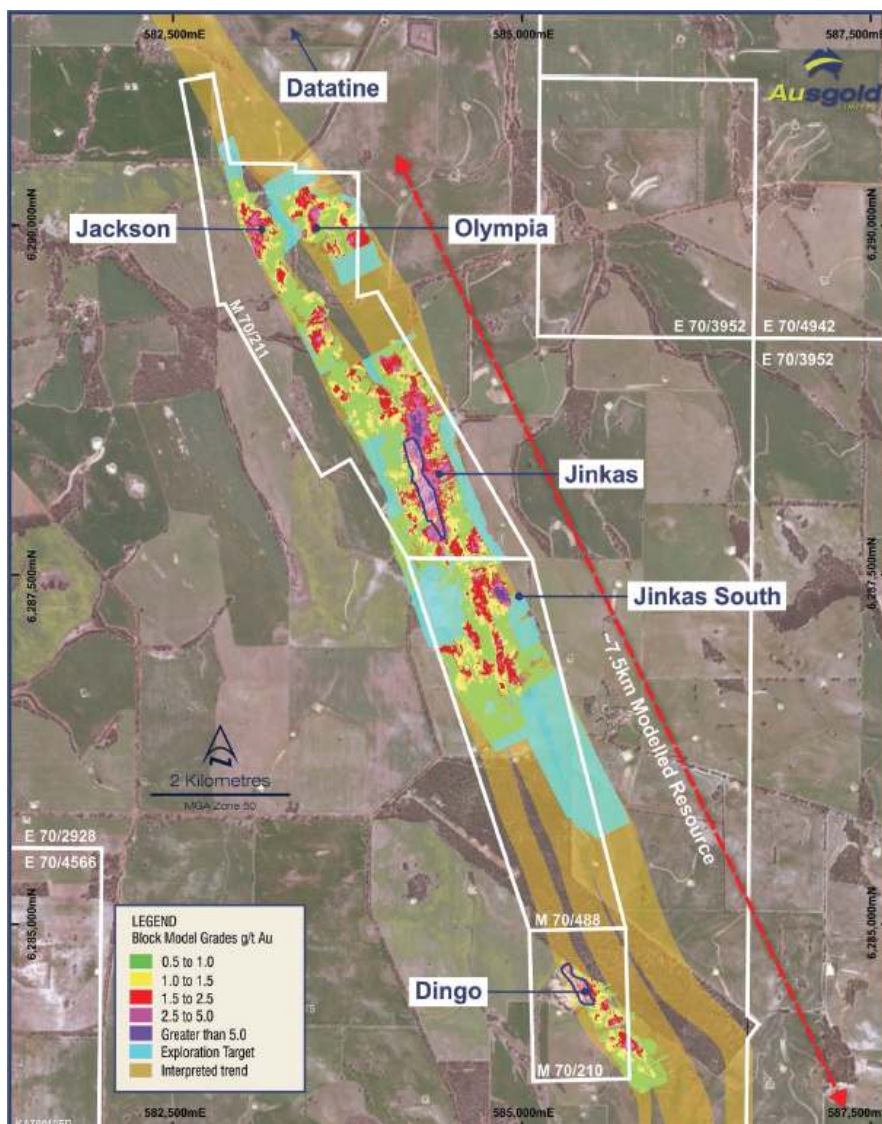 582,500mE
585,000mE
587,500mE
Datatine
Ausgold
LIMITED
Jackson
Olympia
6,290,000mN
6,290,000mN
M 70/211
E 70/3952
E 70/4942
E 70/3952
Jinkas
6,287,500mN
6,287,500mN
Jinkas South
~7.5km Modelled Resource
2 Kilometres
MGA Zone 50
E 70/2928
E 70/4566
6,285,000mN
6,285,000mN
M 70/488
LEGEND
Block Model Grades g/t Au
0.5 to 1.0
1.0 to 1.5
1.5 to 2.5
2.5 to 5.0
Greater than 5.0
Exploration Target
Interpreted trend
Dingo
M 70/210
582,500mE
585,000mE
587,500mE